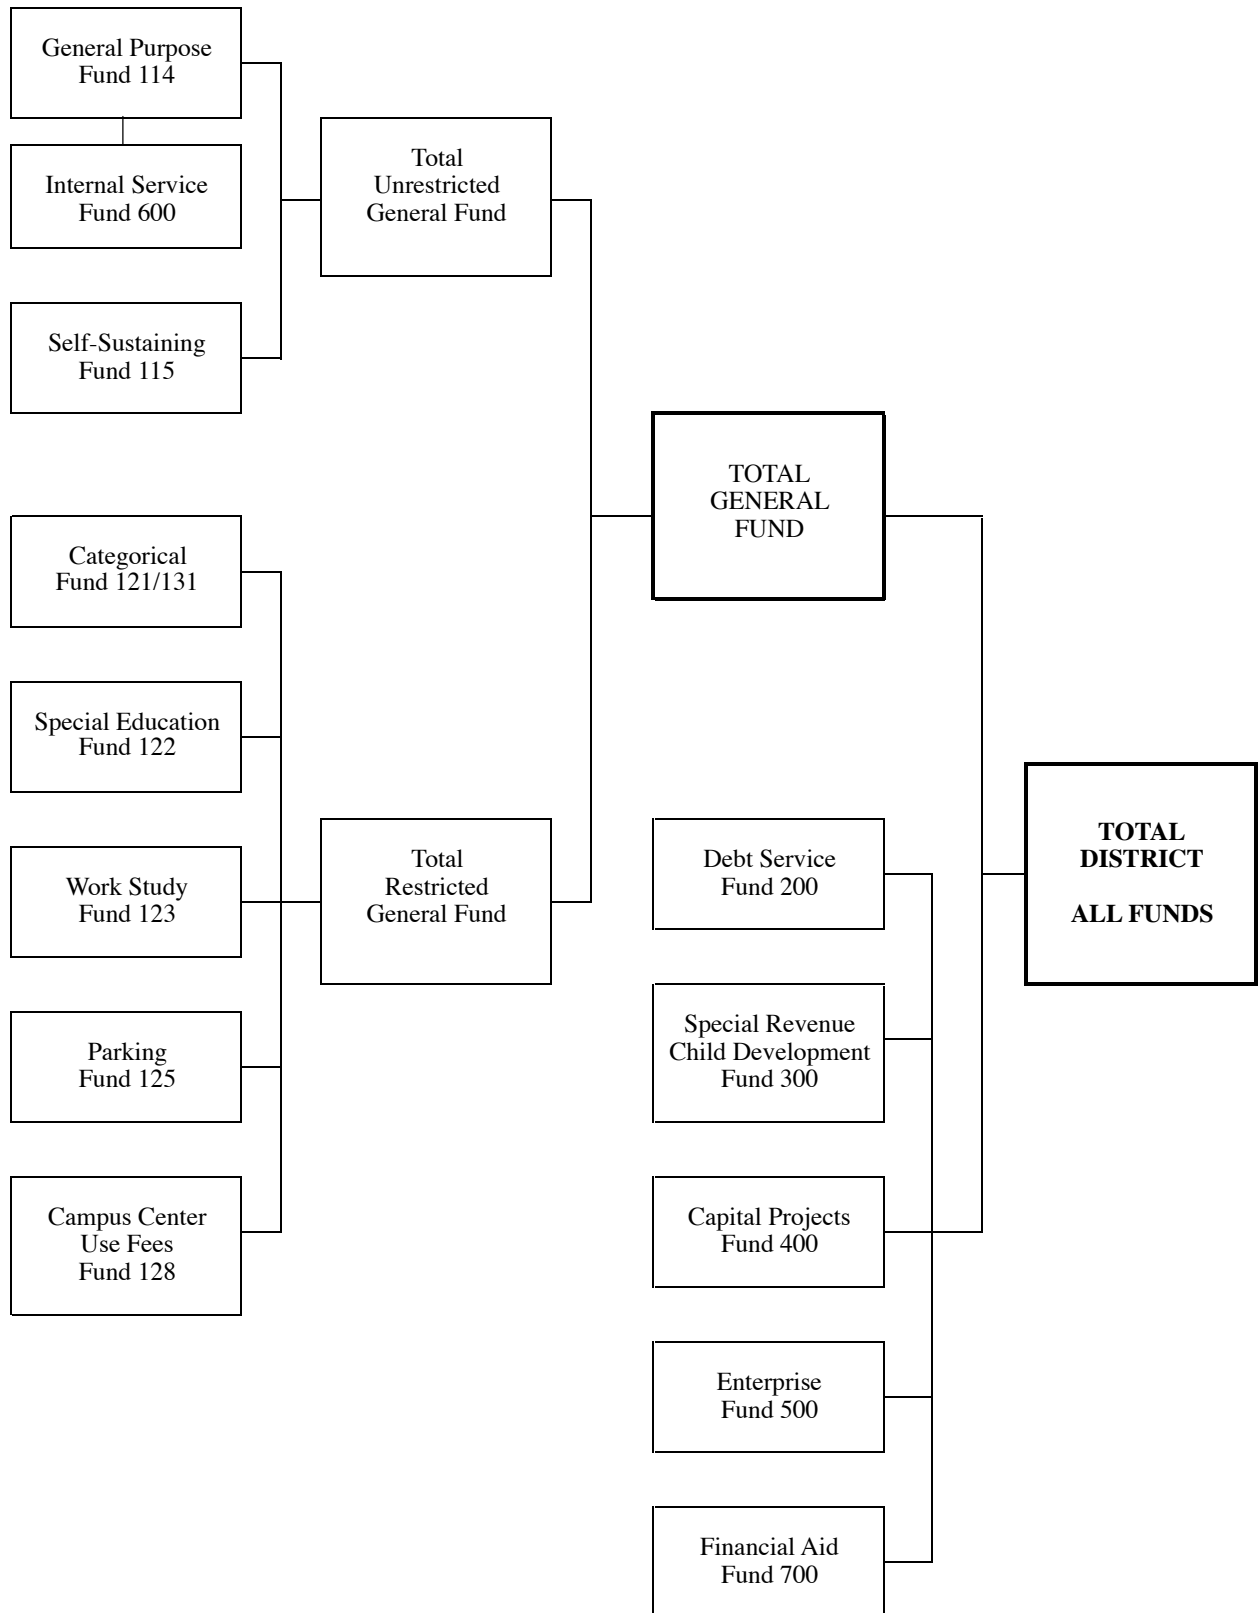 General Purpose
Fund 114
Internal Service
Fund 600
Self-Sustaining
Fund 115
Total
Unrestricted
General Fund
Categorical
Fund 121/131
Special Education
Fund 122
Work Study
Fund 123
Parking
Fund 125
Campus Center
Use Fees
Fund 128
Total
Restricted
General Fund
TOTAL
GENERAL
FUND
Debt Service
Fund 200
Special Revenue
Child Development
Fund 300
Capital Projects
Fund 400
Enterprise
Fund 500
Financial Aid
Fund 700
TOTAL
DISTRICT
ALL FUNDS